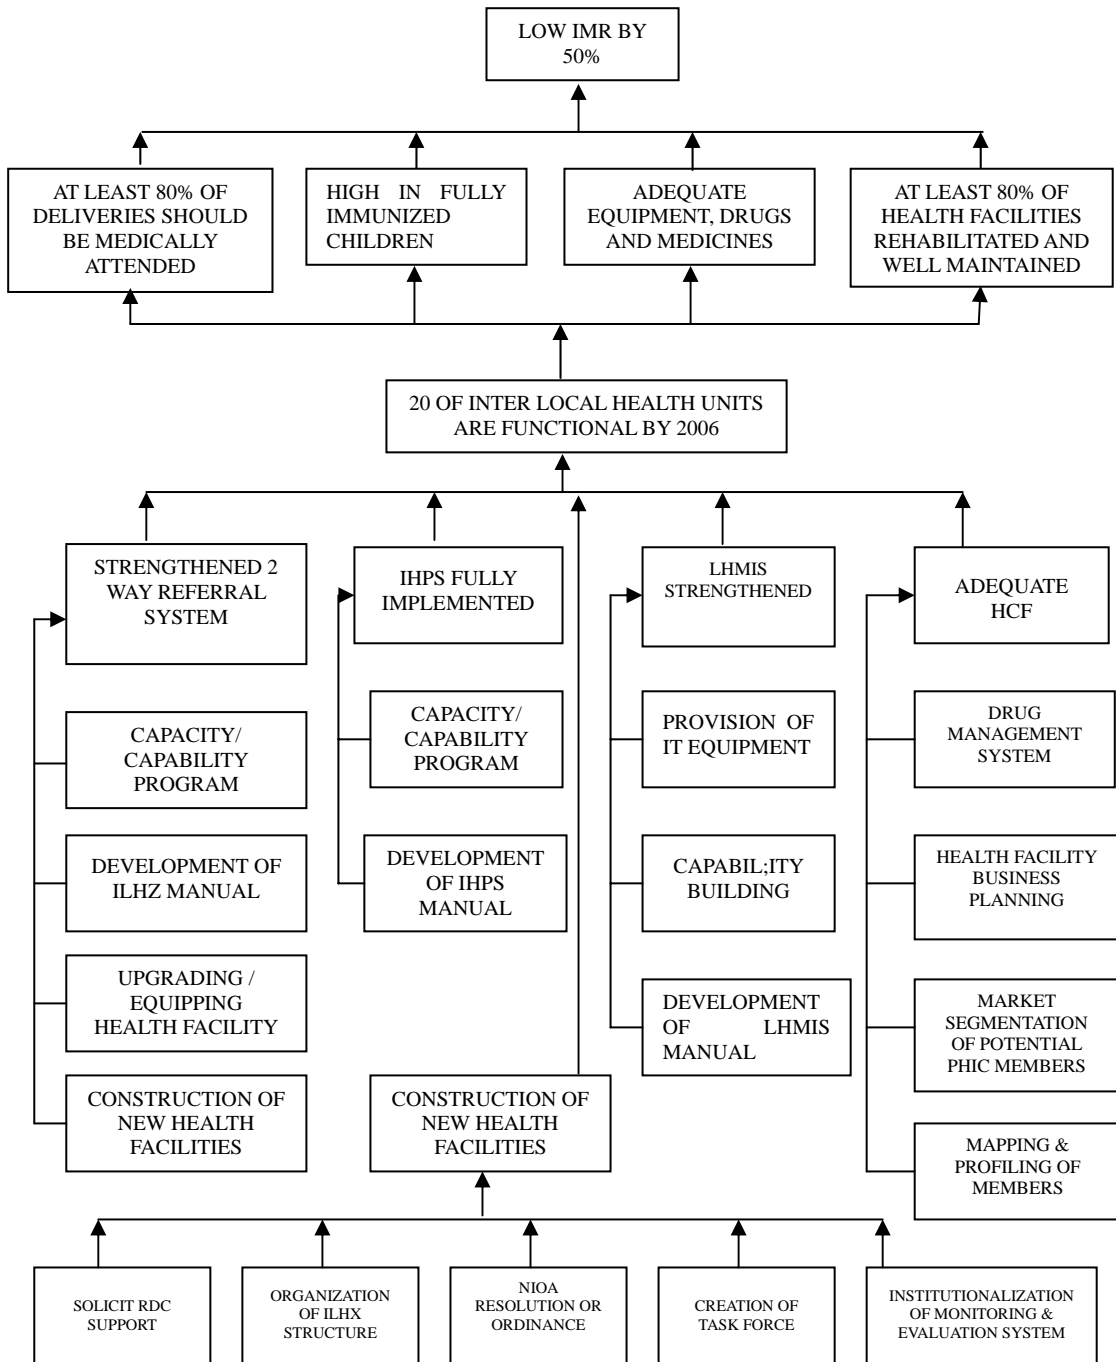 LOW IMR BY
50%
AT LEAST 80% OF
DELIVERIES SHOULD
BE MEDICALLY
ATTENDED
HIGH IN FULLY
IMMUNIZED
CHILDREN
ADEQUATE
EQUIPMENT, DRUGS
AND MEDICINES
AT LEAST 80% OF
HEALTH FACILITIES
REHABILITATED AND
WELL MAINTAINED
20 OF INTER LOCAL HEALTH UNITS
ARE FUNCTIONAL BY 2006
STRENGTHENED 2
WAY REFERRAL
SYSTEM
IHPS FULLY
IMPLEMENTED
LHMIS
STRENGTHENED
ADEQUATE
HCF
CAPACITY/
CAPABILITY
PROGRAM
CAPACITY/
CAPABILITY
PROGRAM
PROVISION OF
IT EQUIPMENT
DRUG
MANAGEMENT
SYSTEM
DEVELOPMENT OF
ILHZ MANUAL
DEVELOPMENT
OF IHPS
MANUAL
CAPABIL;ITY
BUILDING
HEALTH FACILITY
BUSINESS
PLANNING
UPGRADING /
EQUIPPING
HEALTH FACILITY
DEVELOPMENT
OF LHMIS
MANUAL
MARKET
SEGMENTATION
OF POTENTIAL
PHIC MEMBERS
CONSTRUCTION OF
NEW HEALTH
FACILITIES
CONSTRUCTION OF
NEW HEALTH
FACILITIES
MAPPING &
PROFILING OF
MEMBERS
SOLICIT RDC
SUPPORT
ORGANIZATION
OF ILHX
STRUCTURE
NIOA
RESOLUTION OR
ORDINANCE
CREATION OF
TASK FORCE
INSTITUTIONALIZATION
OF MONITORING &
EVALUATION SYSTEM